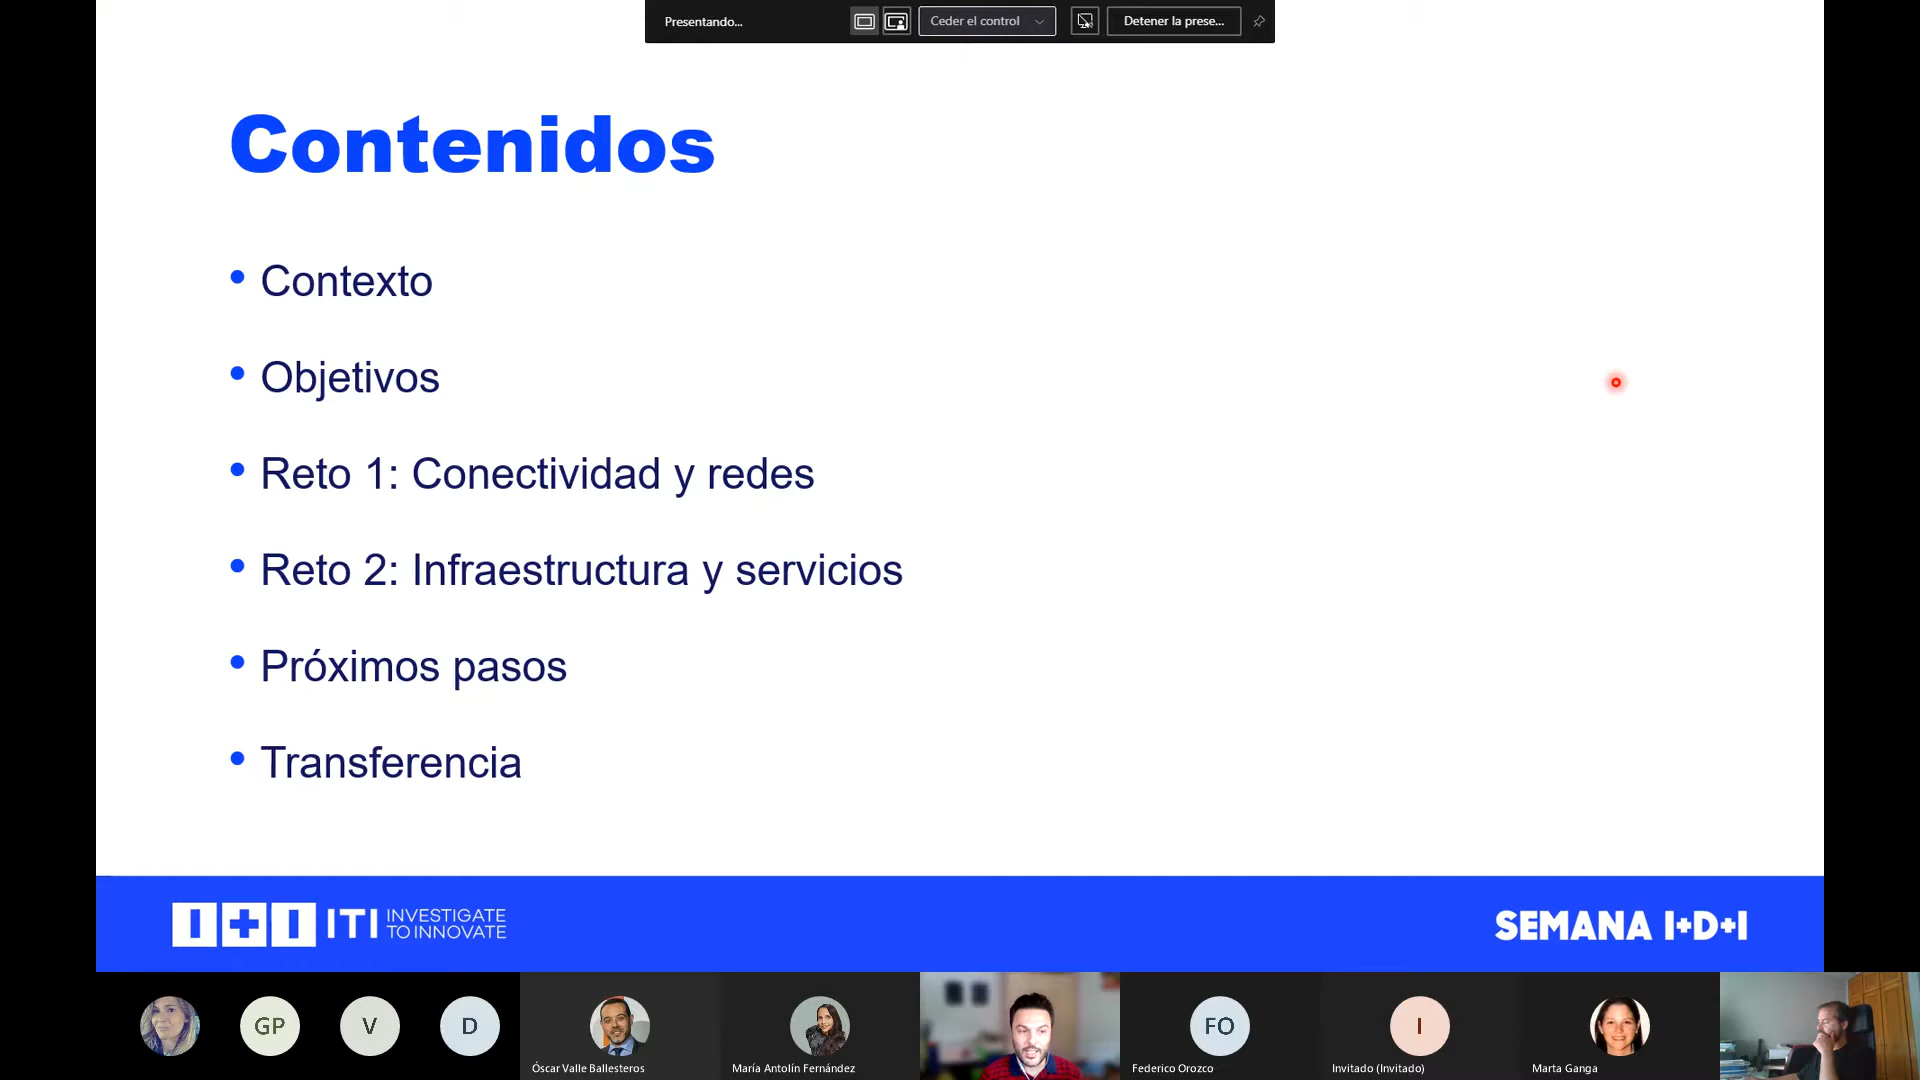 Presentando...
Ceder el control
Detener la prese...
Contenidos
• Contexto
• Objetivos
• Reto 1: Conectividad y redes
• Reto 2: Infraestructura y servicios
• Próximos pasos
• Transferencia
I+I ITI INVESTIGATE
TO INNOVATE
SEMANA I+D+I
GP
V
D
FO
I
Óscar Valle Ballesteros
María Antolín Fernández
Federico Orozco
Invitado (Invitado)
Marta Ganga